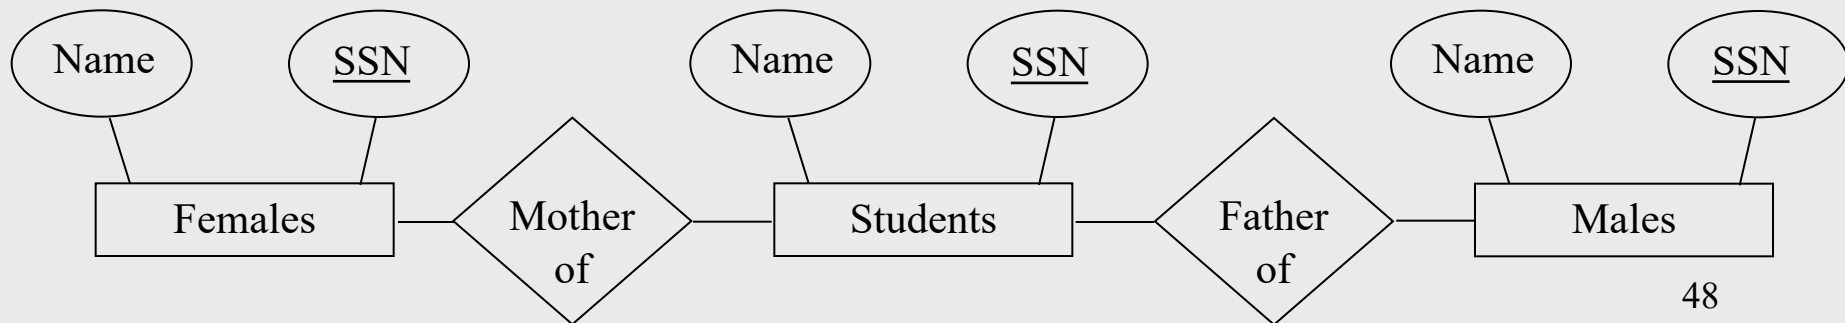 Name SSN Name SSN Name SSN
Females Mother of Students Father of Males
48